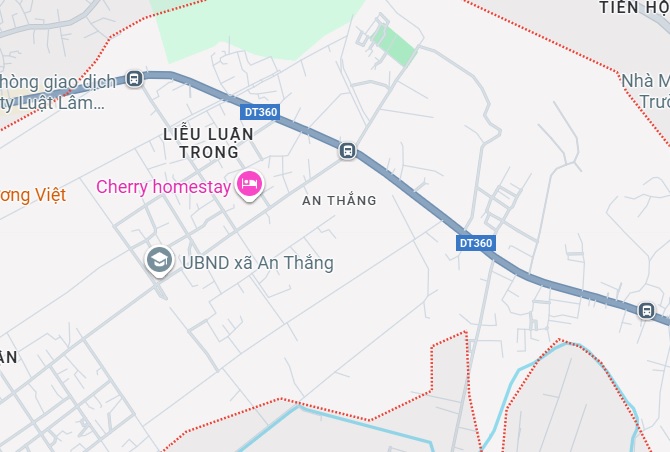 TIÊN HỘ
hòng giao dịch
ty Luật Lâm...
Nhà M
Trườ
DT360
LIỄU LUẬN
TRONG
Cherry homestay
ơng Việt
AN THẮNG
DT360
UBND xã An Thắng
ẬN